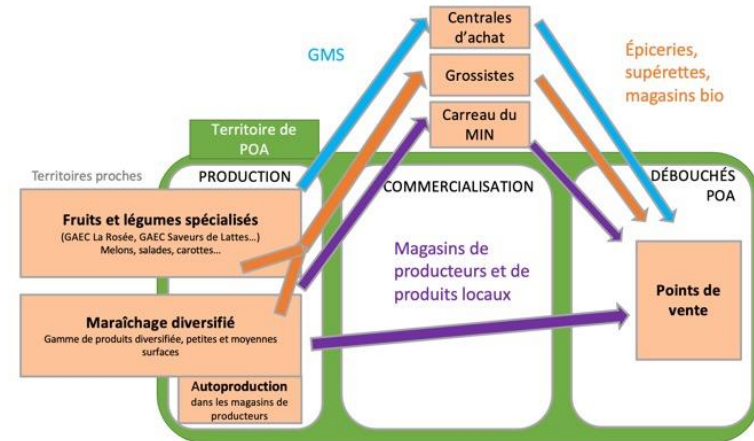 Centrales
d'achat
GMS
Grossistes
Épiceries,
supérettes,
magasins bio
Carreau du
MIN
Territoire de
POA
Territoires proches
PRODUCTION
COMMERCIALISATION
DÉBOUCHÉS
POA
Fruits et légumes spécialisés
(GAEC La Rosée, GAEC Saveurs de Lattes...)
Melons, salades, carottes...
Magasins de
producteurs et de
produits locaux
Points de
vente
Maraîchage diversifié
Gamme de produits diversifiée, petites et moyennes
surfaces
Autoproduction
dans les magasins de
producteurs